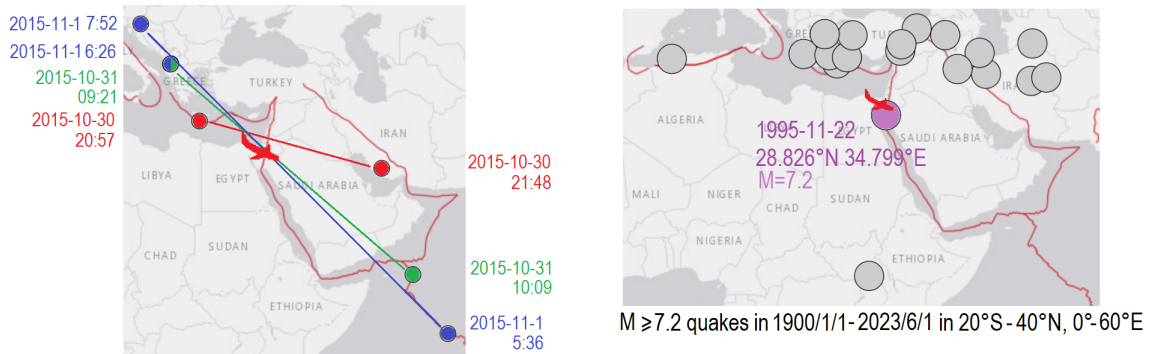 2015-11-1 7:52
2015-11-1 6:26
2015-10-31
09:21
2015-10-30
20:57
GREECE
TURKEY
IRAN
LIBYA
EGYPT
SAUDI ARABIA
CHAD
SUDAN
ETHIOPIA
2015-10-30
21:48
2015-10-31
10:09
2015-11-1
5:36
ALGERIA
EGYPT
SAUDI ARABIA
1995-11-22
28.826°N 34.799°E
M=7.2
MALI
NIGER
CHAD
SUDAN
NIGERIA
ETHIOPIA
M ⩾7.2 quakes in 1900/1/1- 2023/6/1 in 20°S - 40°N, 0°- 60°E